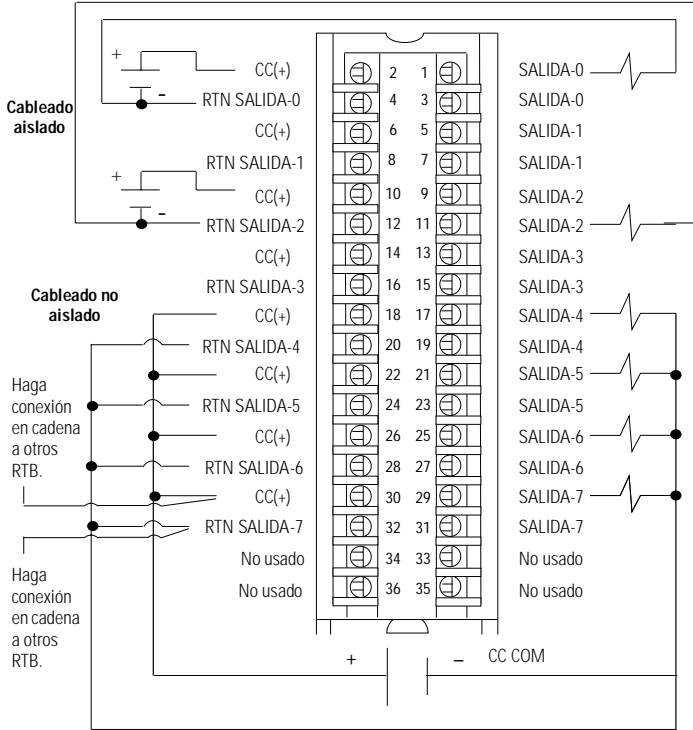 + CC(+) 2 1 SALIDA-0
- RTN SALIDA-0 4 3 SALIDA-0
Cableado
aislado
CC(+) 6 5 SALIDA-1
RTN SALIDA-1 8 7 SALIDA-1
+ CC(+) 10 9 SALIDA-2
- RTN SALIDA-2 12 11 SALIDA-2
CC(+) 14 13 SALIDA-3
RTN SALIDA-3 16 15 SALIDA-3
Cableado no
aislado
CC(+) 18 17 SALIDA-4
RTN SALIDA-4 20 19 SALIDA-4
CC(+) 22 21 SALIDA-5
RTN SALIDA-5 24 23 SALIDA-5
CC(+) 26 25 SALIDA-6
RTN SALIDA-6 28 27 SALIDA-6
CC(+) 30 29 SALIDA-7
RTN SALIDA-7 32 31 SALIDA-7
No usado 34 33 No usado
No usado 36 35 No usado
Haga
conexión
en cadena
a otros
RTB.
Haga
conexión
en cadena
a otros
RTB.
+ – CC COM